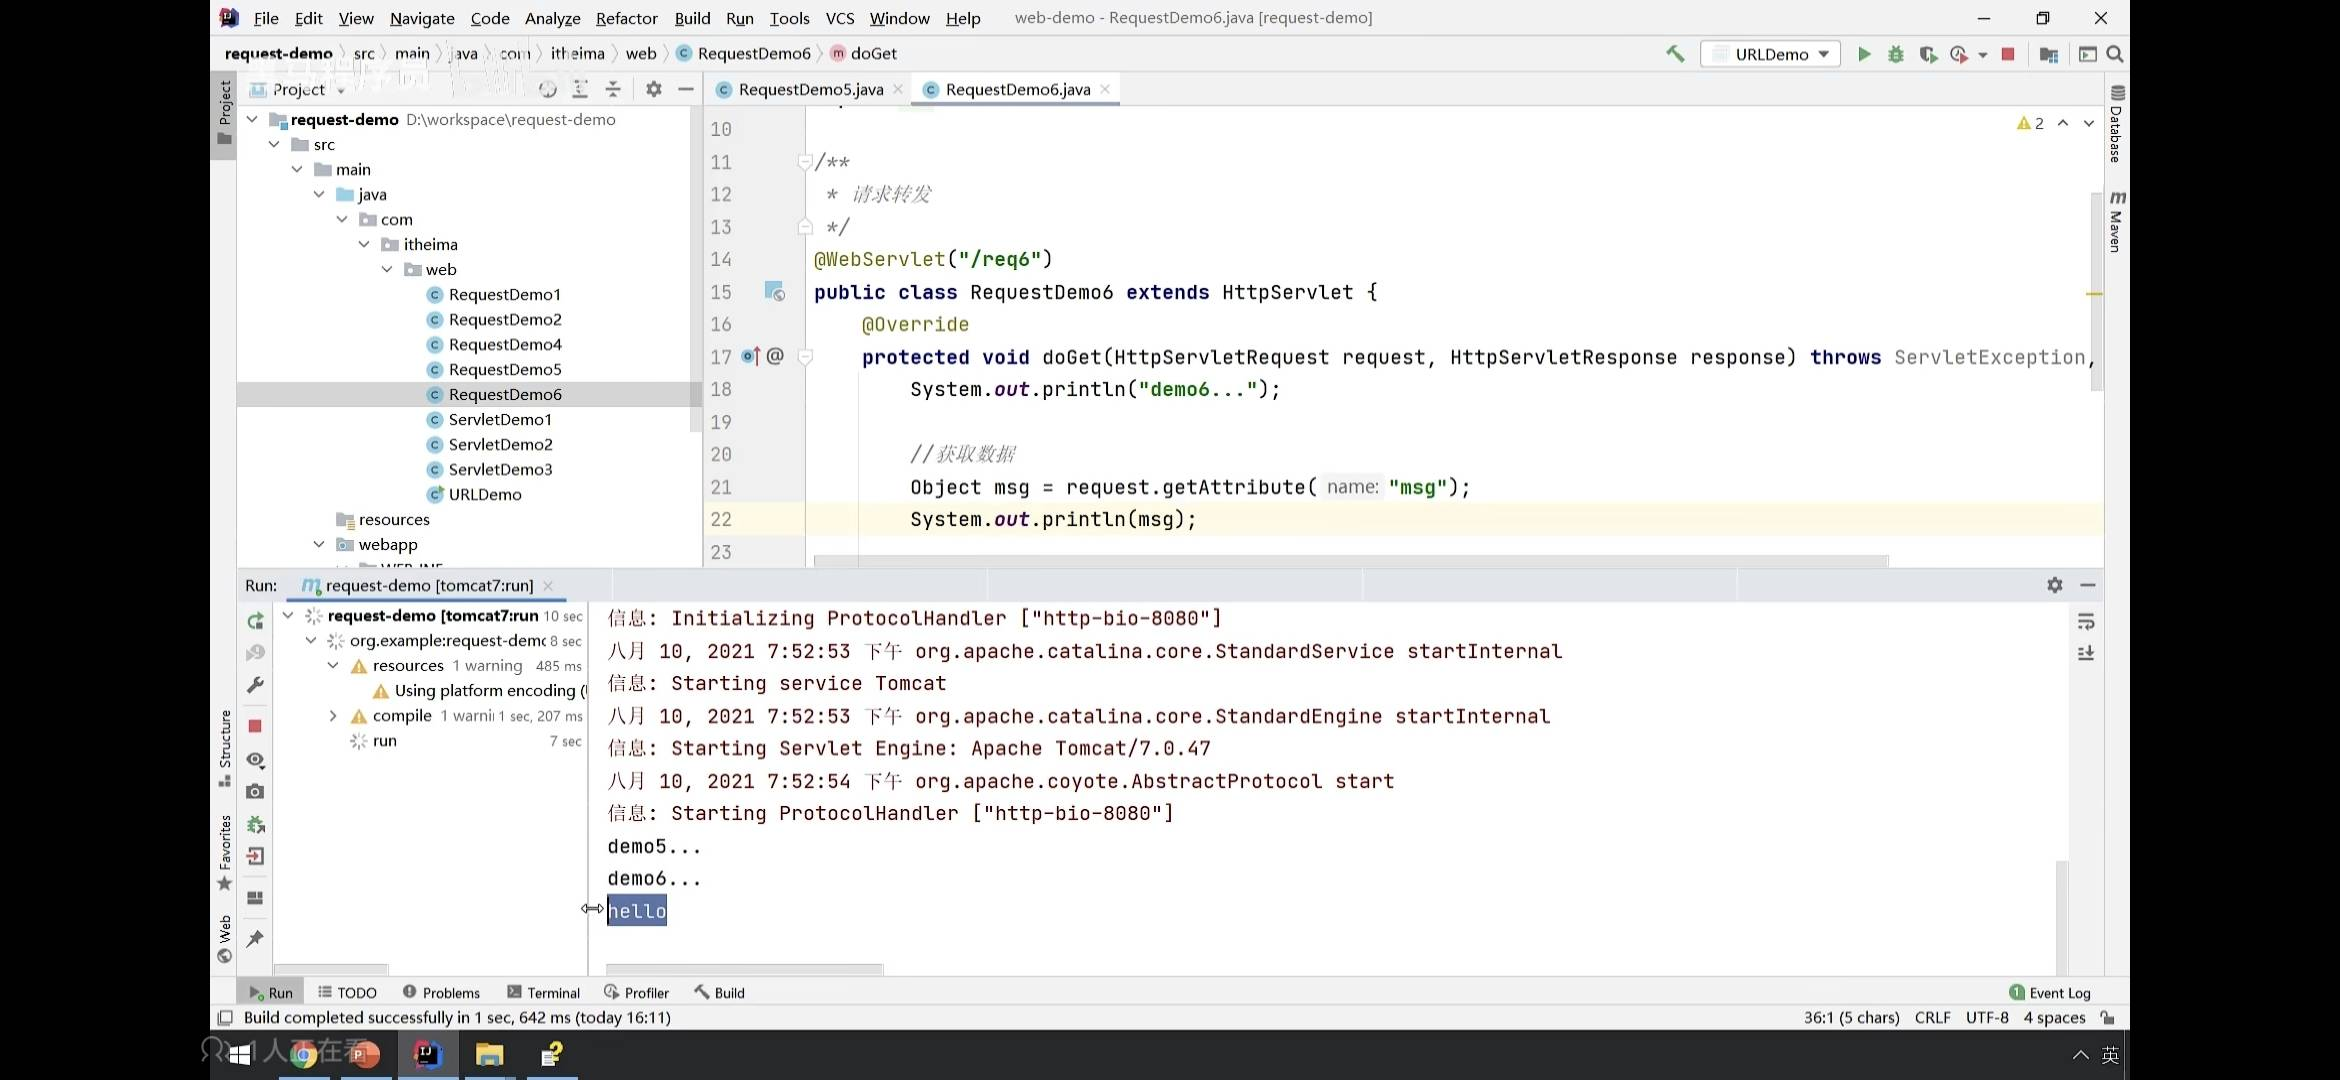 File Edit View Navigate Code Analyze Refactor Build Run Tools VCS Window Help web-demo - RequestDemo6.java [request-demo]
request-demo src main java com itheima web RequestDemo6 doGet URLDemo
Project RequestDemo5.java RequestDemo6.java
Project
Database
Maven
request-demo D:\workspace\request-demo
src
main
java
com
itheima
web
RequestDemo1
RequestDemo2
RequestDemo4
RequestDemo5
RequestDemo6
ServletDemo1
ServletDemo2
ServletDemo3
URLDemo
resources
webapp
2
10
11 /**
12 * 请求转发
13 */
14 @WebServlet("/req6")
15 public class RequestDemo6 extends HttpServlet {
16 @Override
17 @ protected void doGet(HttpServletRequest request, HttpServletResponse response) throws ServletException,
18 System.out.println("demo6...");
19
20 //获取数据
21 Object msg = request.getAttribute( name: "msg");
22 System.out.println(msg);
23
Run: request-demo [tomcat7:run]
request-demo [tomcat7:run 10 sec
org.example:request-demo 8 sec
resources 1 warning 485 ms
Using platform encoding (
compile 1 warni 1 sec, 207 ms
run 7 sec
信息: Initializing ProtocolHandler ["http-bio-8080"]
八月 10, 2021 7:52:53 下午 org.apache.catalina.core.StandardService startInternal
信息: Starting service Tomcat
八月 10, 2021 7:52:53 下午 org.apache.catalina.core.StandardEngine startInternal
信息: Starting Servlet Engine: Apache Tomcat/7.0.47
八月 10, 2021 7:52:54 下午 org.apache.coyote.AbstractProtocol start
信息: Starting ProtocolHandler ["http-bio-8080"]
demo5...
demo6...
hello
Structure
Favorites
Web
Run TODO Problems Terminal Profiler Build 1 Event Log
Build completed successfully in 1 sec, 642 ms (today 16:11) 36:1 (5 chars) CRLF UTF-8 4 spaces
1人正在看
英